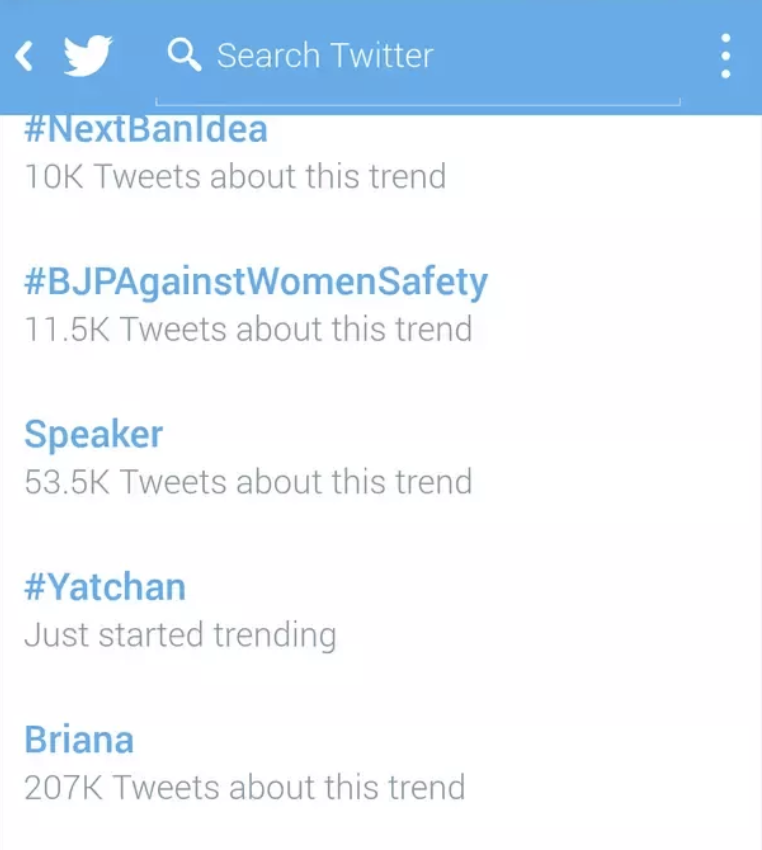 Search Twitter
#NextBanIdea
10K Tweets about this trend
#BJPAgainstWomenSafety
11.5K Tweets about this trend
Speaker
53.5K Tweets about this trend
#Yatchan
Just started trending
Briana
207K Tweets about this trend